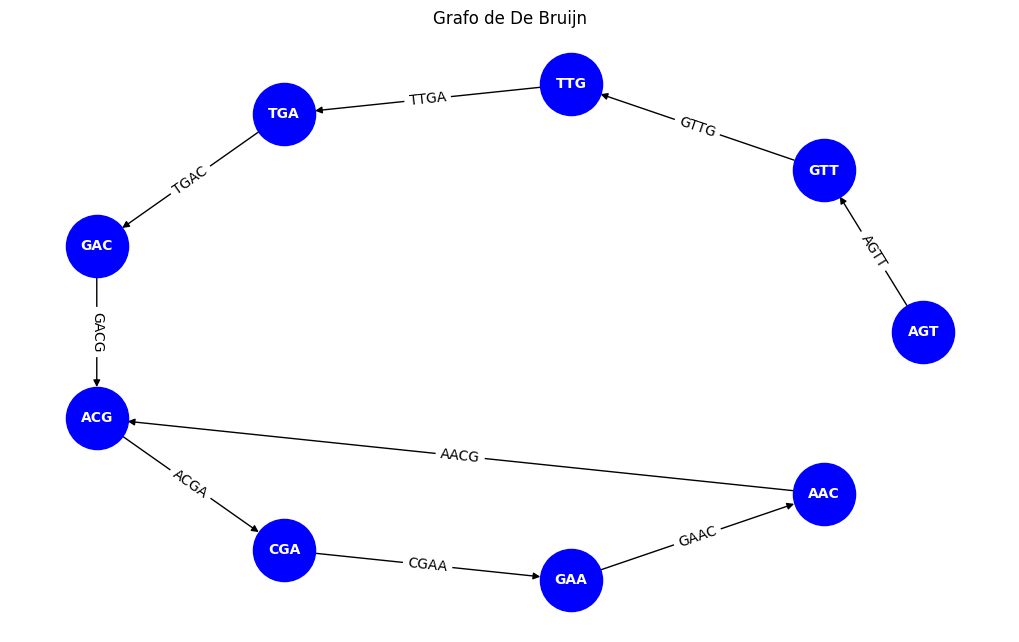 Grafo de De Bruijn
TTG
TTGA
TGA
GTTG
GTT
TGAC
GAC
AGTT
GACG
AGT
ACG
AACG
ACGA
AAC
CGA
CGAA
GAAC
GAA